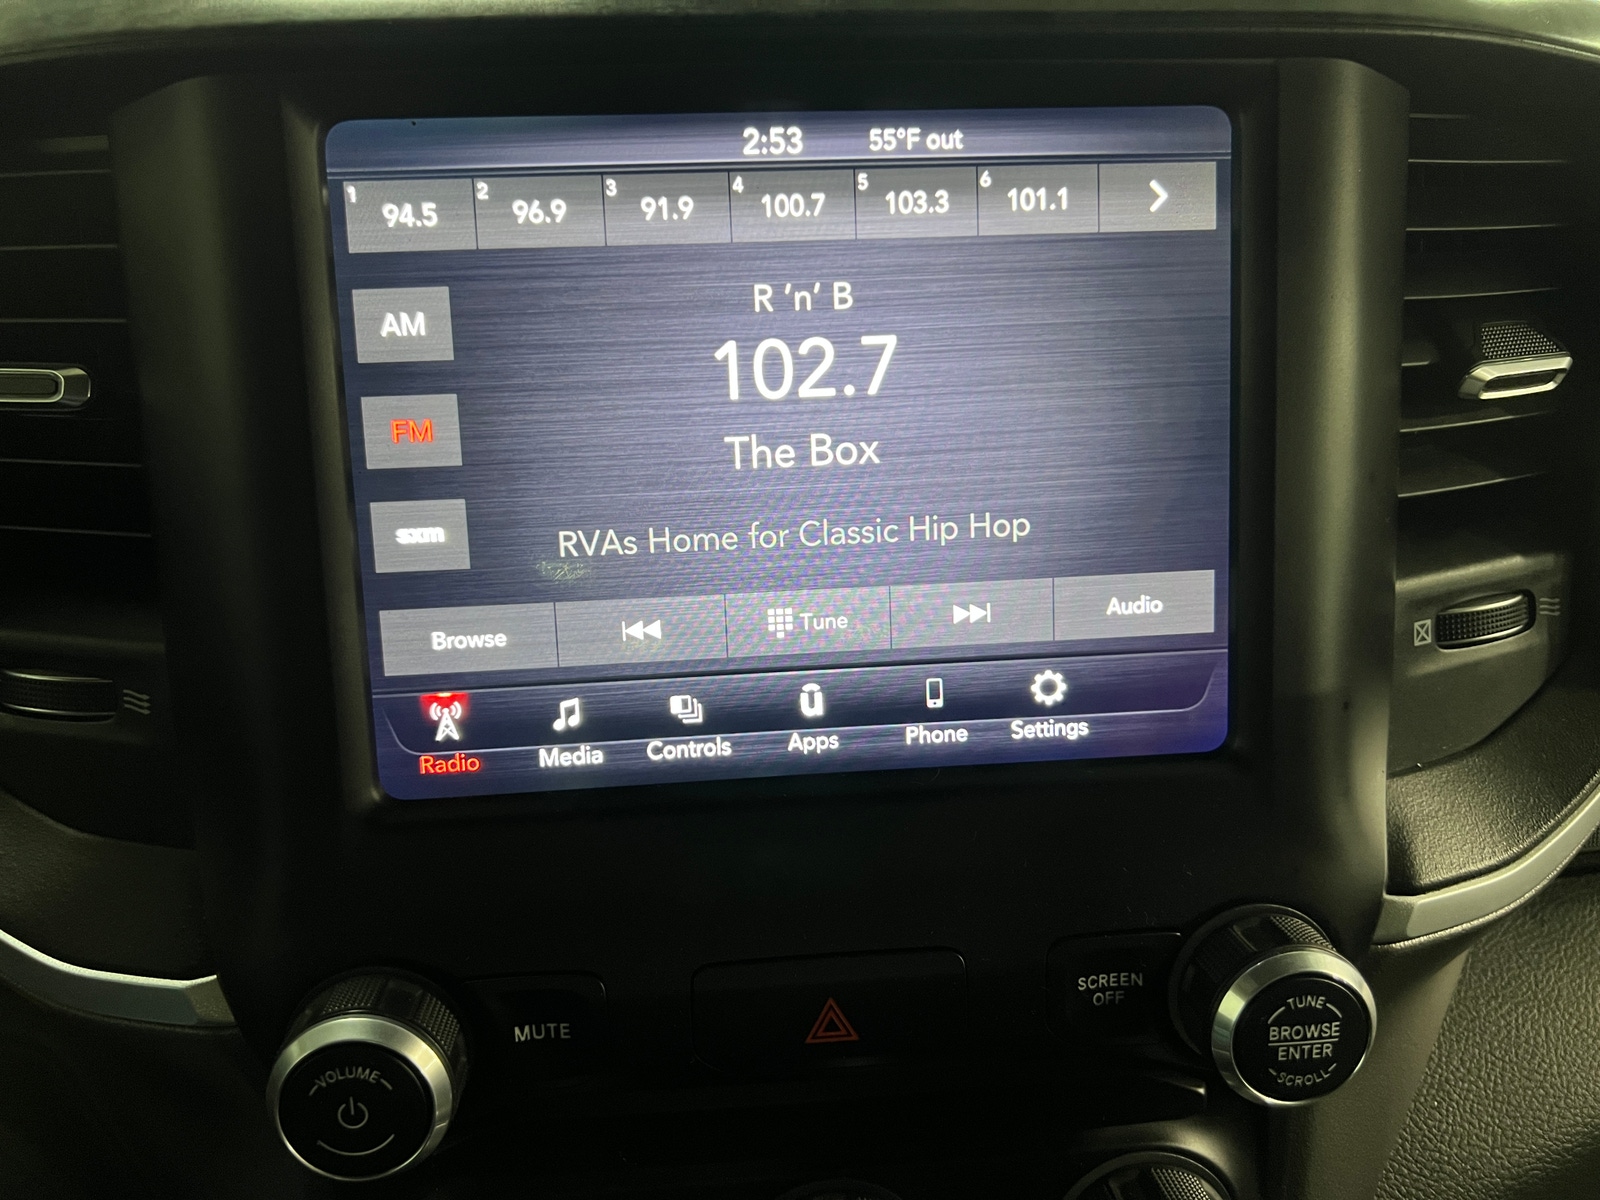 2:53 55°F out
1 94.5 2 96.9 3 91.9 4 100.7 5 103.3 6 101.1
R 'n' B
AM
102.7
FM
The Box
sxm
RVAs Home for Classic Hip Hop
Browse Tune Audio
Radio Media Controls Apps Phone Settings
MUTE
SCREEN
OFF
VOLUME
TUNE
BROWSE
ENTER
SCROLL